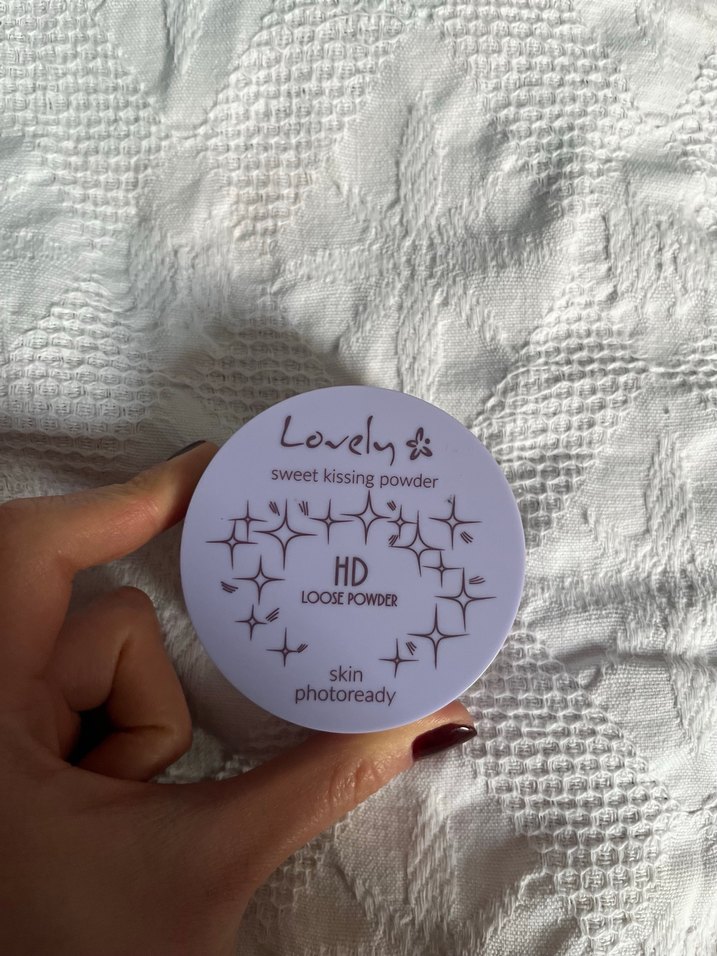 Lovely
sweet kissing powder
HD
LOOSE POWDER
skin
photoready